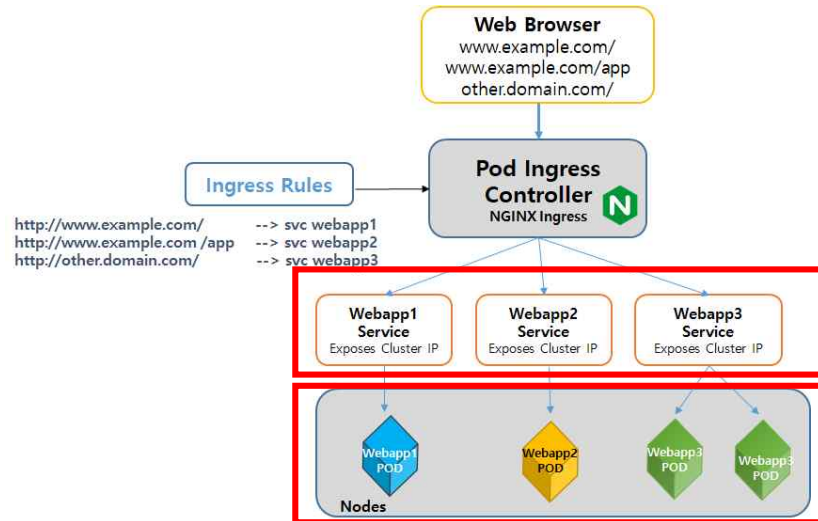 Web Browser
www.example.com/
www.example.com/app
other.domain.com/
Pod Ingress
Controller
NGINX Ingress
N
Ingress Rules
http://www.example.com/ --> svc webapp1
http://www.example.com /app --> svc webapp2
http://other.domain.com/ --> svc webapp3
Webapp1
Service
Exposes Cluster IP
Webapp2
Service
Exposes Cluster IP
Webapp3
Service
Exposes Cluster IP
Webapp1
POD
Webapp2
POD
Webapp3
POD
Webapp3
POD
Nodes